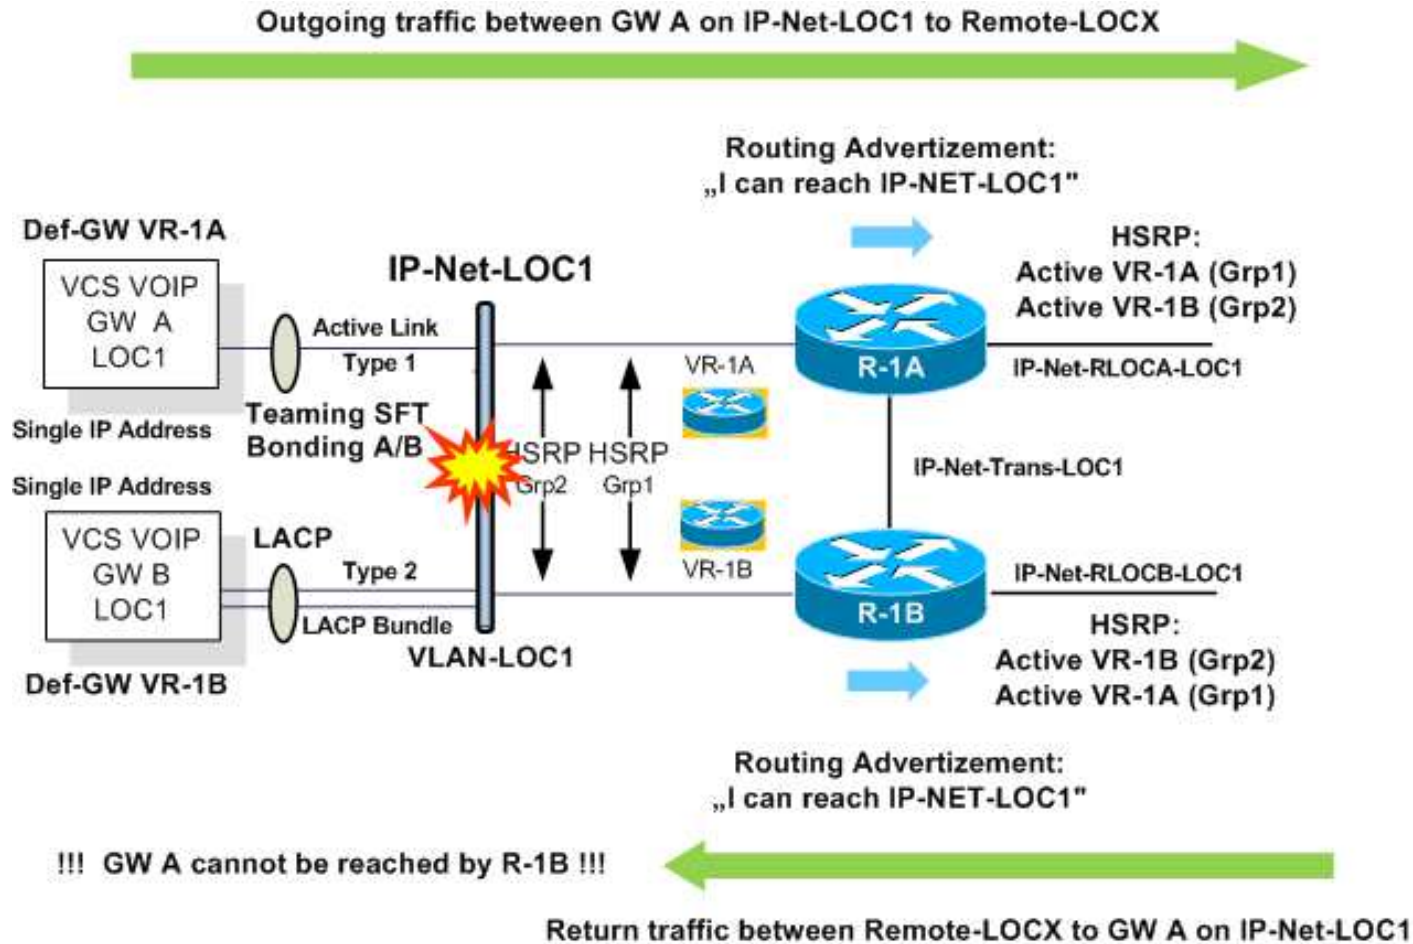 Outgoing traffic between GW A on IP-Net-LOC1 to Remote-LOCX
Routing Advertizement:
„I can reach IP-NET-LOC1"
Def-GW VR-1A
VCS VOIP
GW A
LOC1
Single IP Address
Active Link
Type 1
Teaming SFT
Bonding A/B
IP-Net-LOC1
HSRP
Grp2
HSRP
Grp1
VR-1A
VR-1B
R-1A
HSRP:
Active VR-1A (Grp1)
Active VR-1B (Grp2)
IP-Net-RLOCA-LOC1
IP-Net-Trans-LOC1
Single IP Address
VCS VOIP
GW B
LOC1
Def-GW VR-1B
LACP
Type 2
LACP Bundle
VLAN-LOC1
R-1B
IP-Net-RLOCB-LOC1
HSRP:
Active VR-1B (Grp2)
Active VR-1A (Grp1)
Routing Advertizement:
„I can reach IP-NET-LOC1"
!!! GW A cannot be reached by R-1B !!!
Return traffic between Remote-LOCX to GW A on IP-Net-LOC1